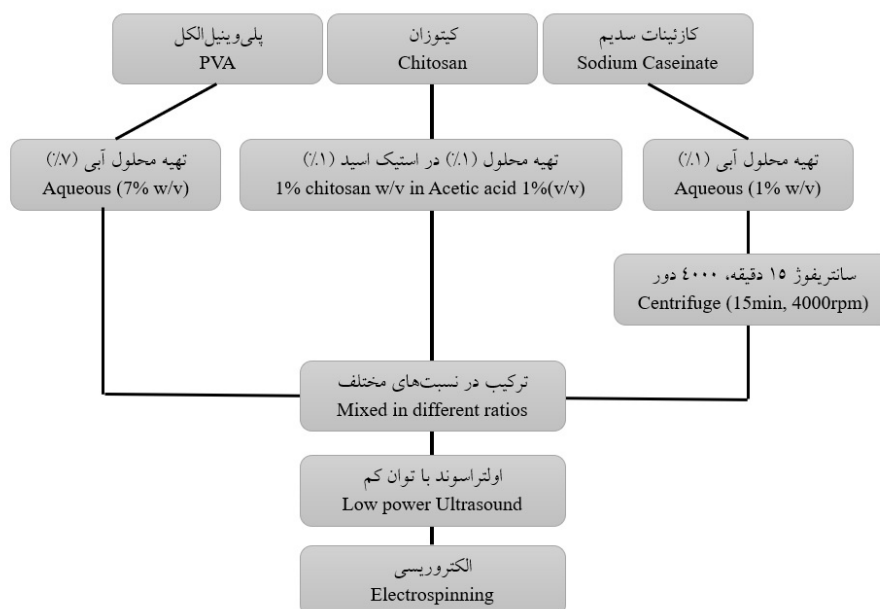 پلی‌وینیل‌الکل
PVA
کیتوزان
Chitosan
کازئینات سدیم
Sodium Caseinate
تهیه محلول آبی (۷٪)
Aqueous (7% w/v)
تهیه محلول (۱٪) در استیک اسید (۱٪)
1% chitosan w/v in Acetic acid 1%(v/v)
تهیه محلول آبی (۱٪)
Aqueous (1% w/v)
سانتریفوژ ۱۵ دقیقه، ۴۰۰۰ دور
Centrifuge (15min, 4000rpm)
ترکیب در نسبت‌های مختلف
Mixed in different ratios
اولتراسوند با توان کم
Low power Ultrasound
الکتروریسی
Electrospinning